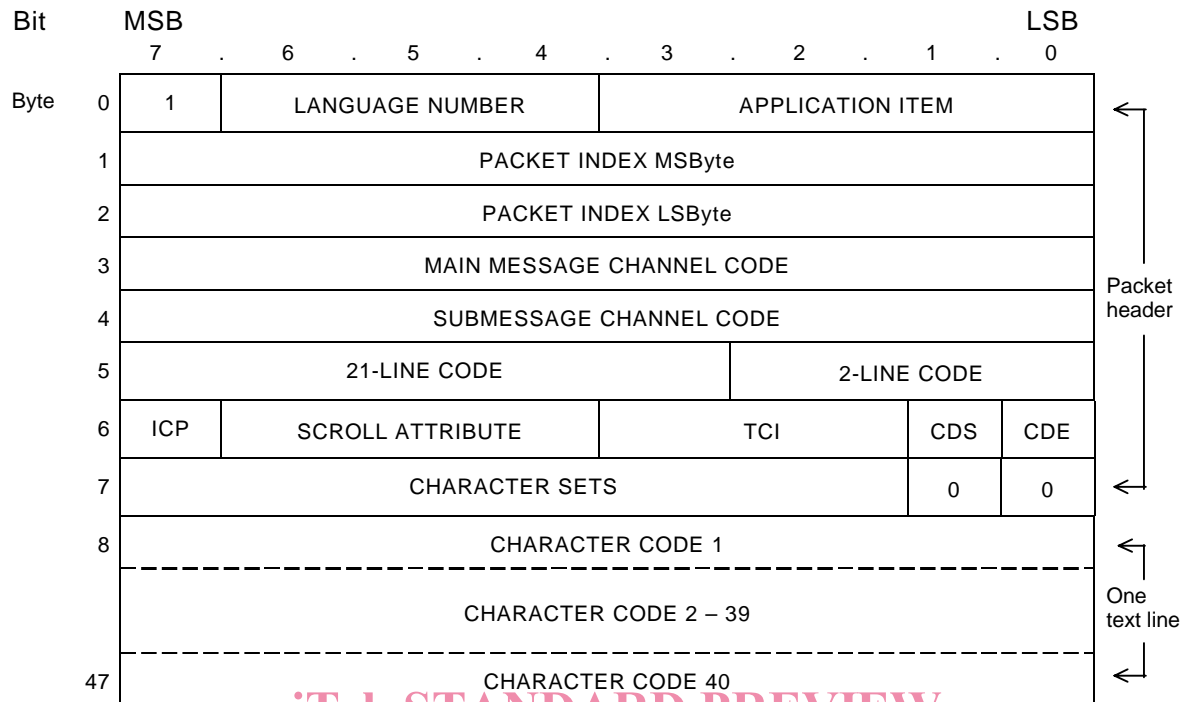 Bit MSB LSB
7 . 6 . 5 . 4 . 3 . 2 . 1 . 0
Byte 0 1 LANGUAGE NUMBER APPLICATION ITEM
1 PACKET INDEX MSByte
2 PACKET INDEX LSByte
3 MAIN MESSAGE CHANNEL CODE
Packet
4 SUBMESSAGE CHANNEL CODE header
5 21-LINE CODE 2-LINE CODE
6 ICP SCROLL ATTRIBUTE TCI CDS CDE
7 CHARACTER SETS 0 0
8 CHARACTER CODE 1
One
CHARACTER CODE 2 – 39 text line
47 CHARACTER CODE 40
STANDARD PREVIEW